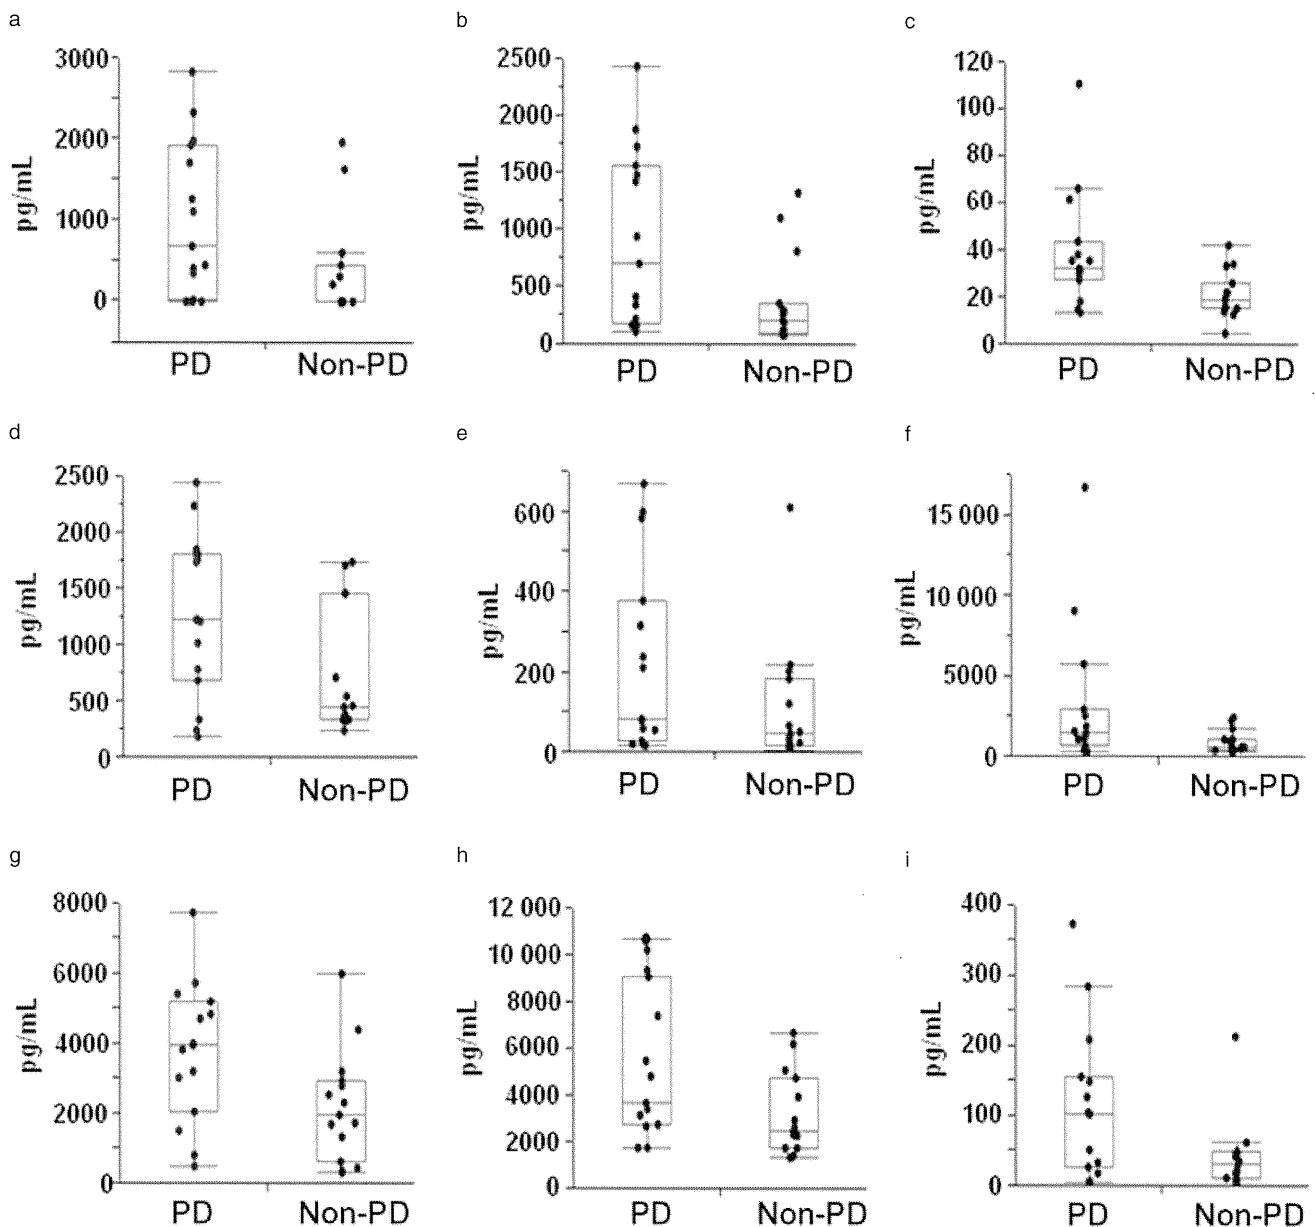 a
3000
2000
1000
0
pg/mL
PD
Non-PD
b
2500
2000
1500
1000
500
0
pg/mL
PD
Non-PD
c
120
100
80
60
40
20
0
pg/mL
PD
Non-PD
d
2500
2000
1500
1000
500
0
pg/mL
PD
Non-PD
e
600
400
200
0
pg/mL
PD
Non-PD
f
15 000
10 000
5000
0
pg/mL
PD
Non-PD
g
8000
6000
4000
2000
0
pg/mL
PD
Non-PD
h
12 000
10 000
8000
6000
4000
2000
0
pg/mL
PD
Non-PD
i
400
300
200
100
0
pg/mL
PD
Non-PD